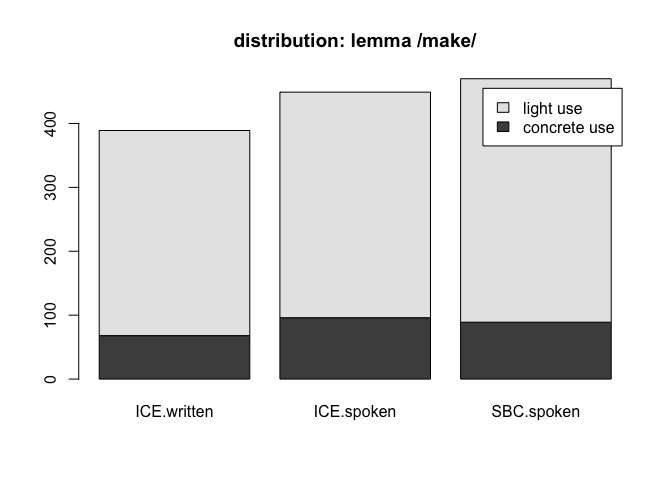 distribution: lemma /make/
light use
concrete use
400
300
200
100
0
ICE.written ICE.spoken SBC.spoken